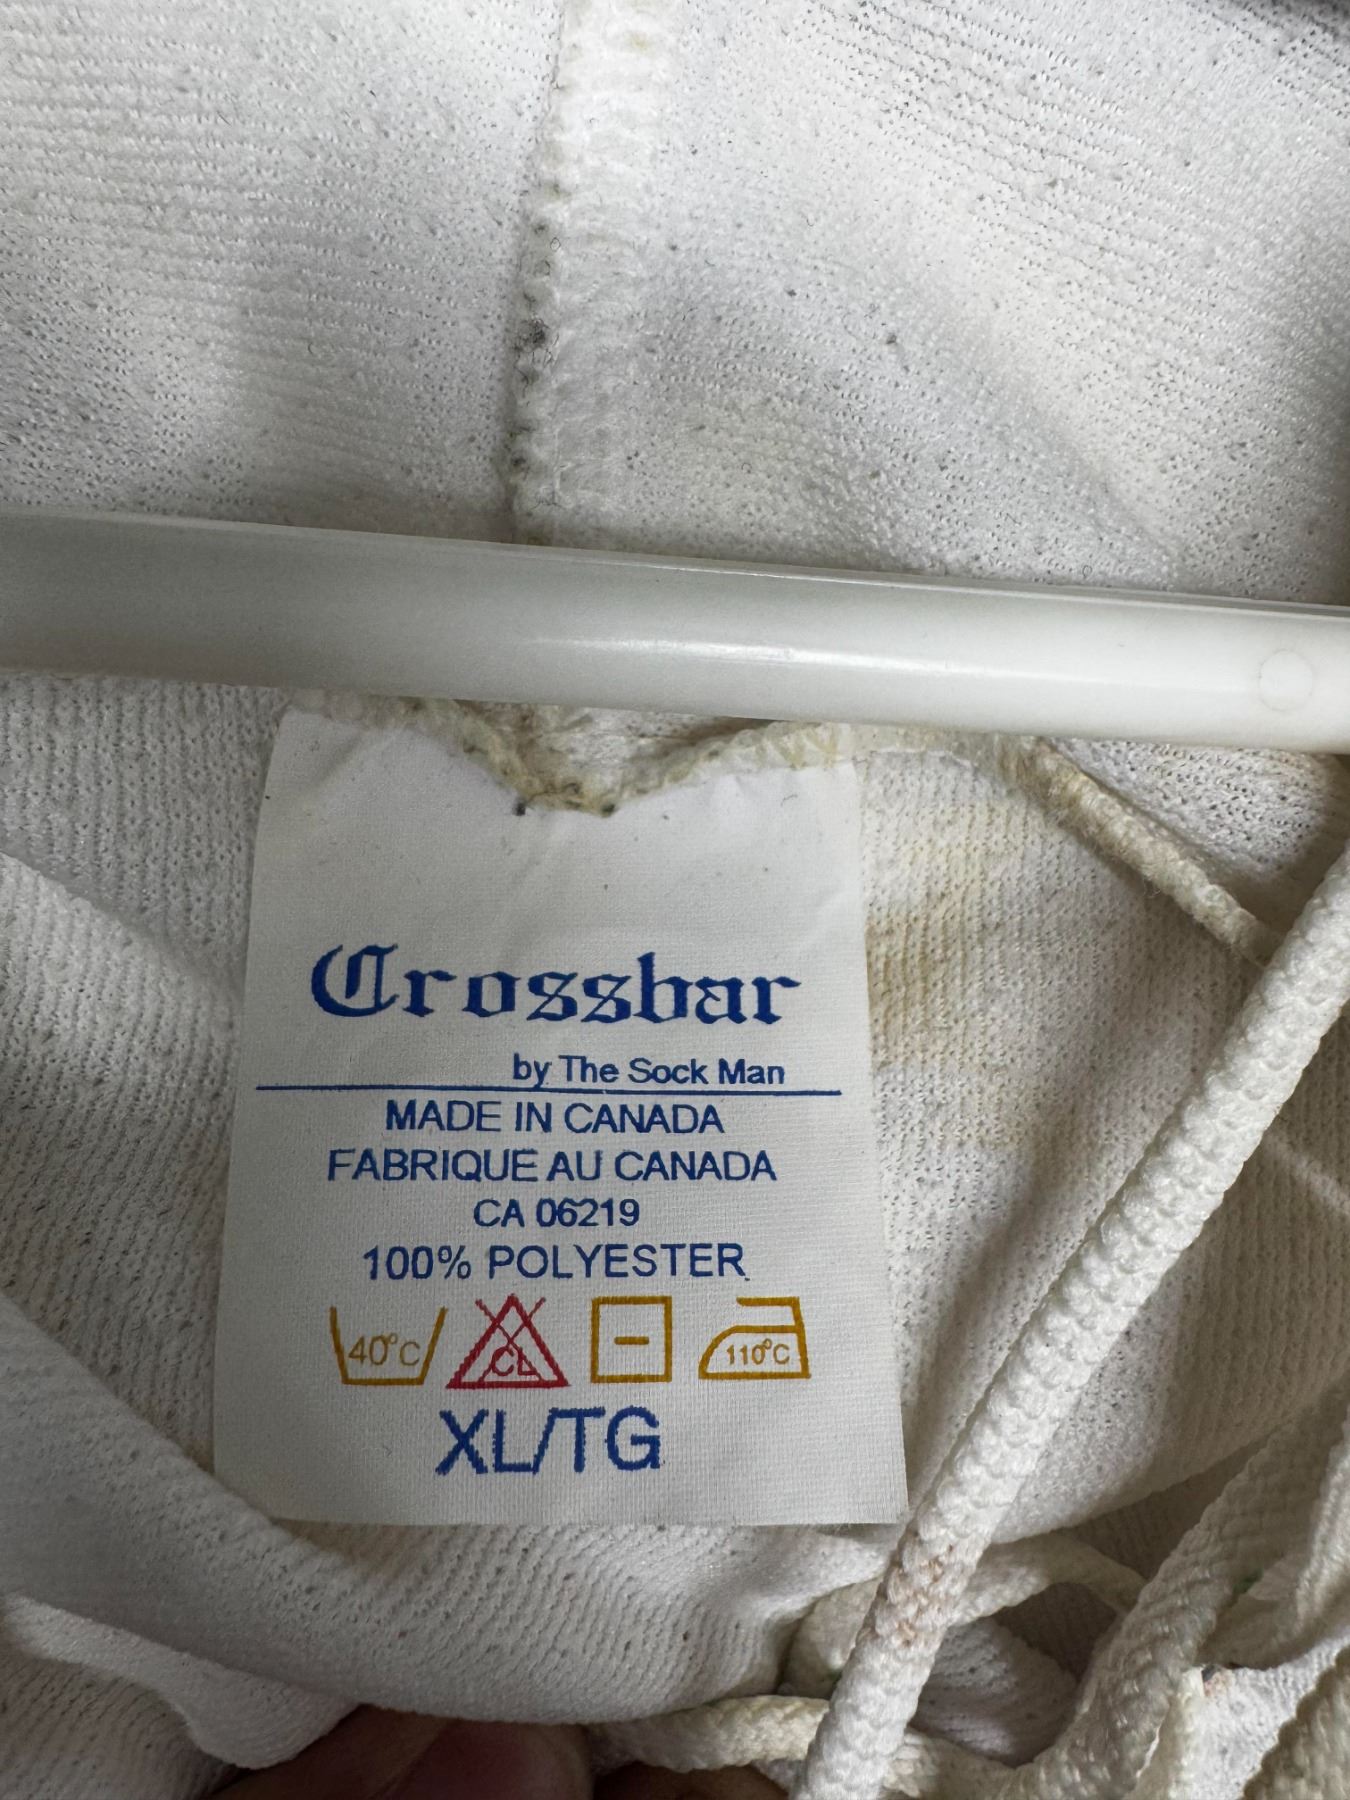 Crossbar
by The Sock Man
MADE IN CANADA
FABRIQUE AU CANADA
CA 06219
100% POLYESTER
40°C CL 110°C
XL/TG